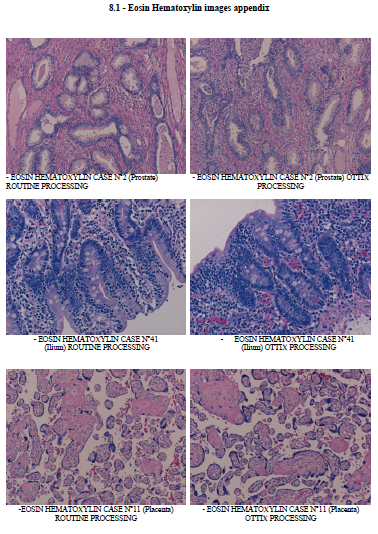 8.1 - Eosin Hematoxylin images appendix
- EOSIN HEMATOXYLIN CASE N°2 (Prostate)
ROUTINE PROCESSING
- EOSIN HEMATOXYLIN CASE N°2 (Prostate) OTTIX
PROCESSING
- EOSIN HEMATOXYLIN CASE N°41
(Ilium) ROUTINE PROCESSING
- EOSIN HEMATOXYLIN CASE N°41
(Ilium) OTTIX PROCESSING
-EOSIN HEMATOXYLIN CASE N°11 (Placenta)
ROUTINE PROCESSING
- EOSIN HEMATOXYLIN CASE N°11 (Placenta)
OTTIX PROCESSING